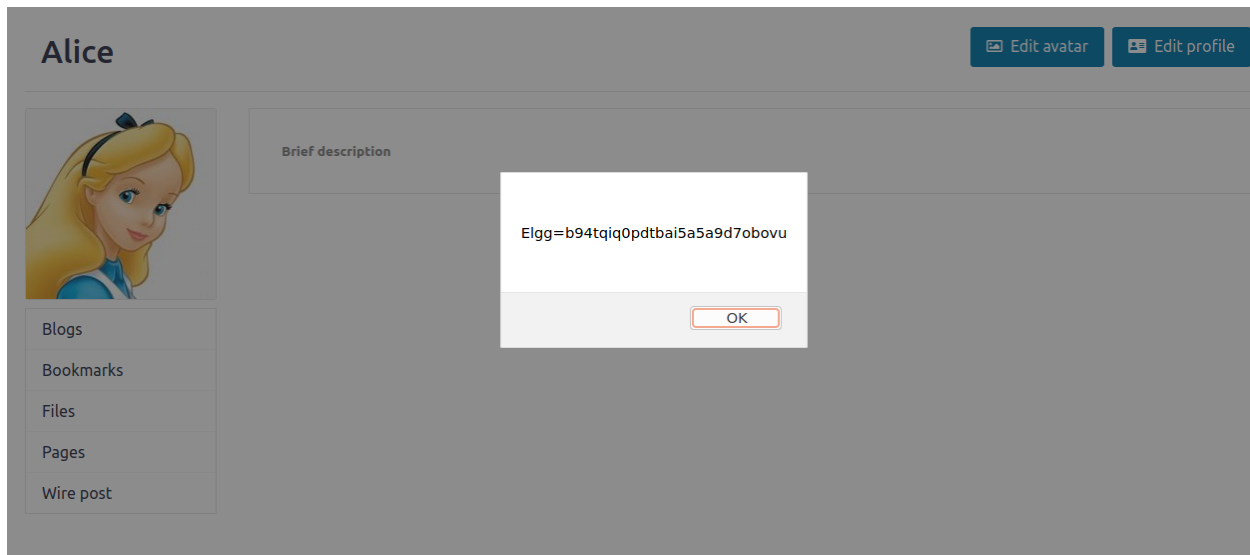 Alice
Edit avatar
Edit profile
Brief description
Elgg=b94tqiq0pdtbai5a5a9d7obovu
OK
Blogs
Bookmarks
Files
Pages
Wire post